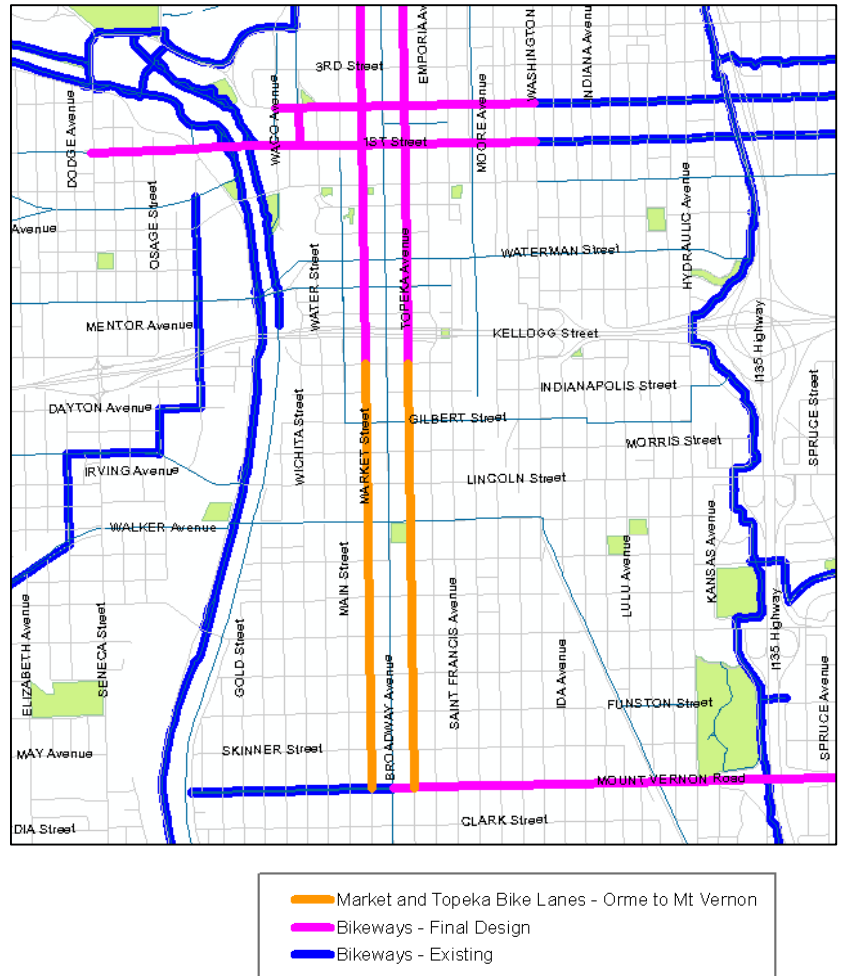 3RD Street
EMPORIA AV
WASHINGTON
INDIANA Avenue
WACO Avenue
DODGE Avenue
1ST Street
MOORE Avenue
OSAGE Street
Avenue
HYDRAULIC Avenue
WATERMAN Street
WATER Street
TOPEKA Avenue
MENTOR Avenue
KELLOGG Street
I135 Highway
INDIANAPOLIS Street
DAYTON Avenue
GILBERT Street
SPRUCE Street
WICHITA Street
MARKET Street
MORRIS Street
IRVING Avenue
LINCOLN Street
WALKER Avenue
KANSAS Avenue
MAIN Street
LULU Avenue
I135 Highway
ELIZABETH Avenue
SENECA Street
GOLD Street
SAINT FRANCIS Avenue
IDA Avenue
FUNSTON Street
SPRUCE Avenue
BROADWAY Avenue
MAY Avenue
SKINNER Street
MOUNT VERNON Road
DIA Street
CLARK Street
Market and Topeka Bike Lanes - Orme to Mt Vernon
Bikeways - Final Design
Bikeways - Existing